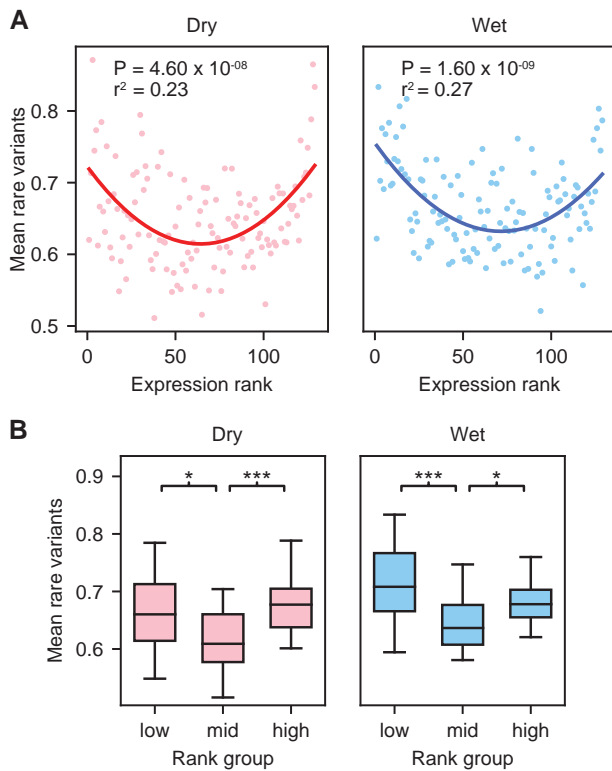 A
Dry
Wet
P = 4.60 x 10⁻⁰⁸
r² = 0.23
P = 1.60 x 10⁻⁰⁹
r² = 0.27
Mean rare variants
0.8
0.7
0.6
0.5
0 50 100
0 50 100
Expression rank
Expression rank
B
Dry
Wet
* ***
*** *
Mean rare variants
0.9
0.8
0.7
0.6
low mid high
low mid high
Rank group
Rank group